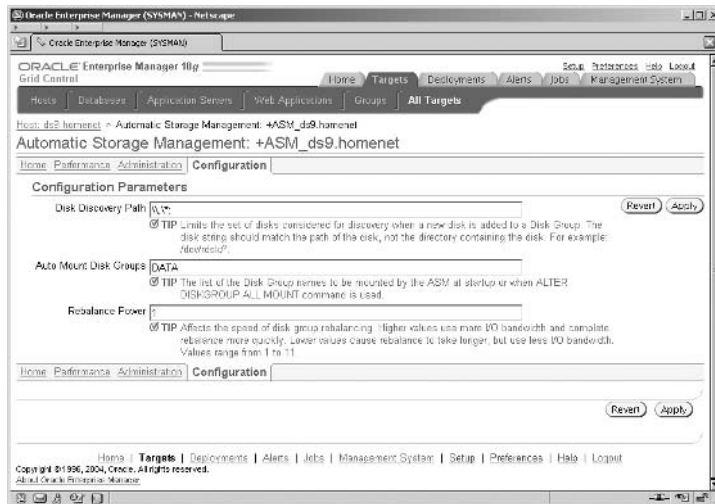 Oracle Enterprise Manager (SYSMAN) - Netscape
Oracle Enterprise Manager (SYSMAN)
ORACLE Enterprise Manager 10g
Grid Control
Setup Preferences Help Logout
Home Targets Deployments Alerts Jobs Management System
Hosts Databases Application Servers Web Applications Groups All Targets
Host: ds9.homenet > Automatic Storage Management: +ASM_ds9.homenet
Automatic Storage Management: +ASM_ds9.homenet
Home Performance Administration Configuration
Configuration Parameters
Revert Apply
Disk Discovery Path
TIP Limits the set of disks considered for discovery when a new disk is added to a Disk Group. The
disk string should match the path of the disk, not the directory containing the disk. For example:
/dev/rdsk/*.
Auto Mount Disk Groups DATA
TIP The list of the Disk Group names to be mounted by the ASM at startup or when ALTER
DISKGROUP ALL MOUNT command is used.
Rebalance Power 1
TIP Affects the speed of disk group rebalancing. Higher values use more I/O bandwidth and complete
rebalance more quickly. Lower values cause rebalance to take longer, but use less I/O bandwidth.
Values range from 1 to 11.
Home Performance Administration Configuration
Revert Apply
Home | Targets | Deployments | Alerts | Jobs | Management System | Setup | Preferences | Help | Logout
Copyright ©1996, 2004, Oracle. All rights reserved.
About Oracle Enterprise Manager